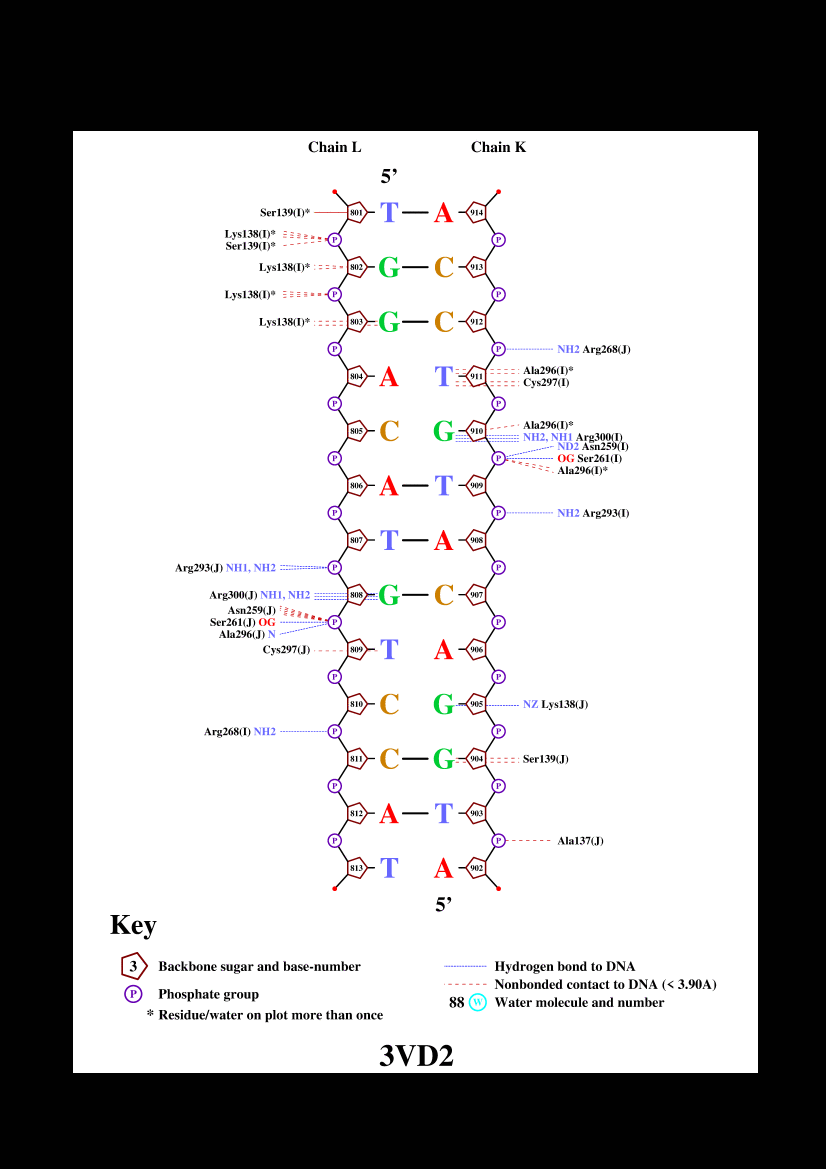 Chain L Chain K
5’
Ser139(I)* 801 T A 914
Lys138(I)*
Ser139(I)* P P
Lys138(I)* 802 G C 913
Lys138(I)* P P
Lys138(I)* 803 G C 912
P P NH2 Arg268(J)
804 A T 911 Ala296(I)*
Cys297(I)
P P
805 C G 910 Ala296(I)*
NH2, NH1 Arg300(I)
ND2 Asn259(I)
P P OG Ser261(I)
Ala296(I)*
806 A T 909
P P NH2 Arg293(I)
807 T A 908
Arg293(J) NH1, NH2 P P
Arg300(J) NH1, NH2 808 G C 907
Asn259(J)
Ser261(J) OG P P
Ala296(J) N
Cys297(J) 809 T A 906
P P
810 C G 905 NZ Lys138(J)
Arg268(I) NH2 P P
811 C G 904 Ser139(J)
P P
812 A T 903
P P Ala137(J)
813 T A 902
5’
Key
3 Backbone sugar and base-number
P Phosphate group
* Residue/water on plot more than once
Hydrogen bond to DNA
Nonbonded contact to DNA (< 3.90A)
88 W Water molecule and number
3VD2